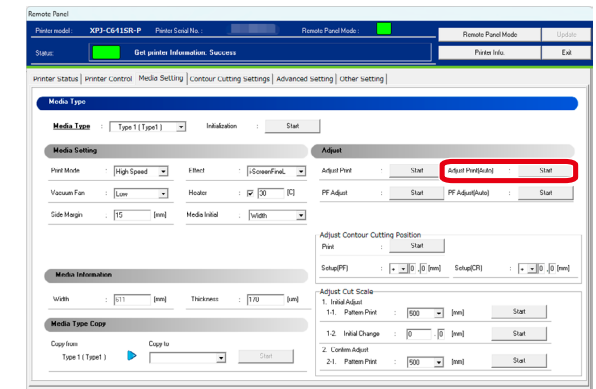 Remote Panel
Printer model : XPJ-C641SR-P Printer Serial No. : Remote Panel Mode : Remote Panel Mode Update
Status: Get printer Information. Success Printer Info. Exit
Printer Status Printer Control Media Setting Contour Cutting Settings Advanced Setting Other Setting
Media Type
Media Type : Type 1 ( Type1 ) Initialization : Start
Media Setting Adjust
Print Mode : High Speed Effect : i-ScreenFineL Adjust Print : Start Adjust Print(Auto) : Start
Vacuum Fan : Low Heater : 30 [C] PF Adjust : Start PF Adjust(Auto) : Start
Side Margin : 15 [mm] Media Initial : Width
Adjust Contour Cutting Position
Print : Start
Setup(PF) : + 0 .0 [mm] Setup(CR) : + 0 .0 [mm]
Media Information
Adjust Cut Scale
Width : 611 [mm] Thickness : 170 [um] 1. Initial Adjust
1-1. Pattern Print : 500 [mm] Start
Media Type Copy
1-2. Initial Change : 0 .0 [mm] Start
Copy from Copy to
2. Confirm Adjust
Type 1 ( Type1 ) Start 2-1. Pattern Print : 500 [mm] Start